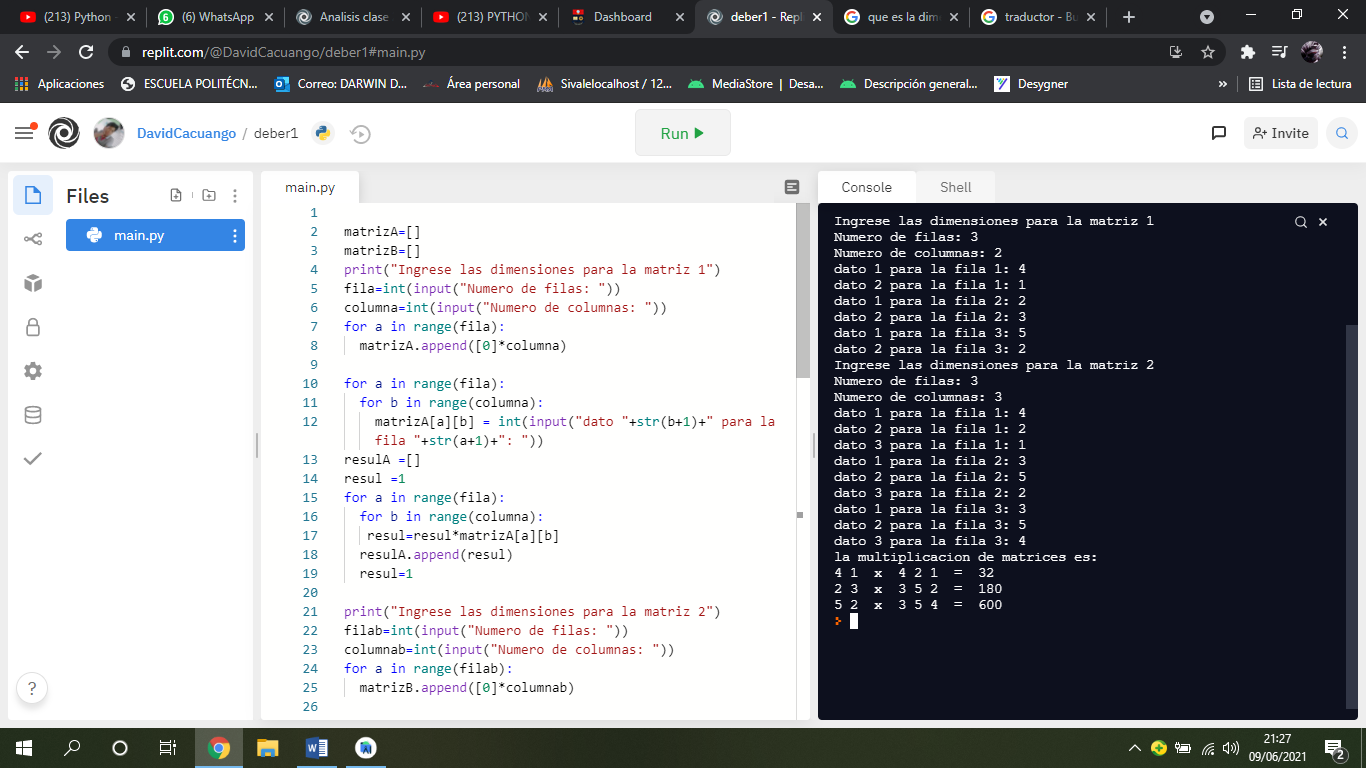 (213) Python -
(6) WhatsApp
Analisis clase
(213) PYTHON
Dashboard
deber1 - Repl
que es la dim
traductor - Bu
replit.com/@DavidCacuango/deber1#main.py
Aplicaciones
ESCUELA POLITÉCN...
Correo: DARWIN D...
Área personal
Sivalelocalhost / 12...
MediaStore | Desa...
Descripción general...
Desygner
»
Lista de lectura
DavidCacuango / deber1
Run
Invite
Files
main.py
?
main.py
1
2 matrizA=[]
3 matrizB=[]
4 print("Ingrese las dimensiones para la matriz 1")
5 fila=int(input("Numero de filas: "))
6 columna=int(input("Numero de columnas: "))
7 for a in range(fila):
8 matrizA.append([0]*columna)
9
10 for a in range(fila):
11 for b in range(columna):
12 matrizA[a][b] = int(input("dato "+str(b+1)+" para la
fila "+str(a+1)+": "))
13 resulA =[]
14 resul =1
15 for a in range(fila):
16 for b in range(columna):
17 resul=resul*matrizA[a][b]
18 resulA.append(resul)
19 resul=1
20
21 print("Ingrese las dimensiones para la matriz 2")
22 filab=int(input("Numero de filas: "))
23 columnab=int(input("Numero de columnas: "))
24 for a in range(filab):
25 matrizB.append([0]*columnab)
26
Console
Shell
Ingrese las dimensiones para la matriz 1
Numero de filas: 3
Numero de columnas: 2
dato 1 para la fila 1: 4
dato 2 para la fila 1: 1
dato 1 para la fila 2: 2
dato 2 para la fila 2: 3
dato 1 para la fila 3: 5
dato 2 para la fila 3: 2
Ingrese las dimensiones para la matriz 2
Numero de filas: 3
Numero de columnas: 3
dato 1 para la fila 1: 4
dato 2 para la fila 1: 2
dato 3 para la fila 1: 1
dato 1 para la fila 2: 3
dato 2 para la fila 2: 5
dato 3 para la fila 2: 2
dato 1 para la fila 3: 3
dato 2 para la fila 3: 5
dato 3 para la fila 3: 4
la multiplicacion de matrices es:
4 1 x 4 2 1 = 32
2 3 x 3 5 2 = 180
5 2 x 3 5 4 = 600
21:27
09/06/2021
2